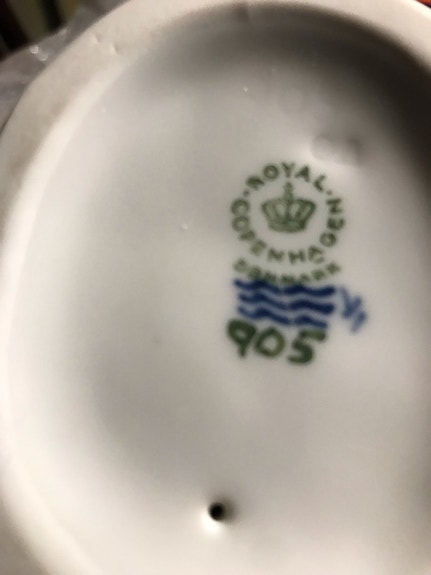 ROYAL
COPENHAGEN
DENMARK
905